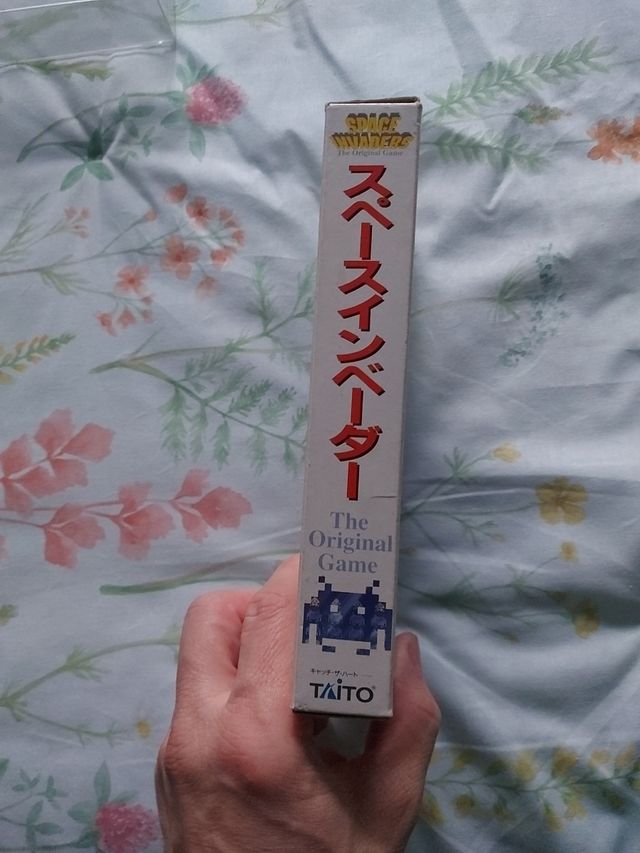 SPACE
INVADERS
The Original Game
スペースインベーダー
The
Original
Game
キャッチ・ザ・ハート
TAITO